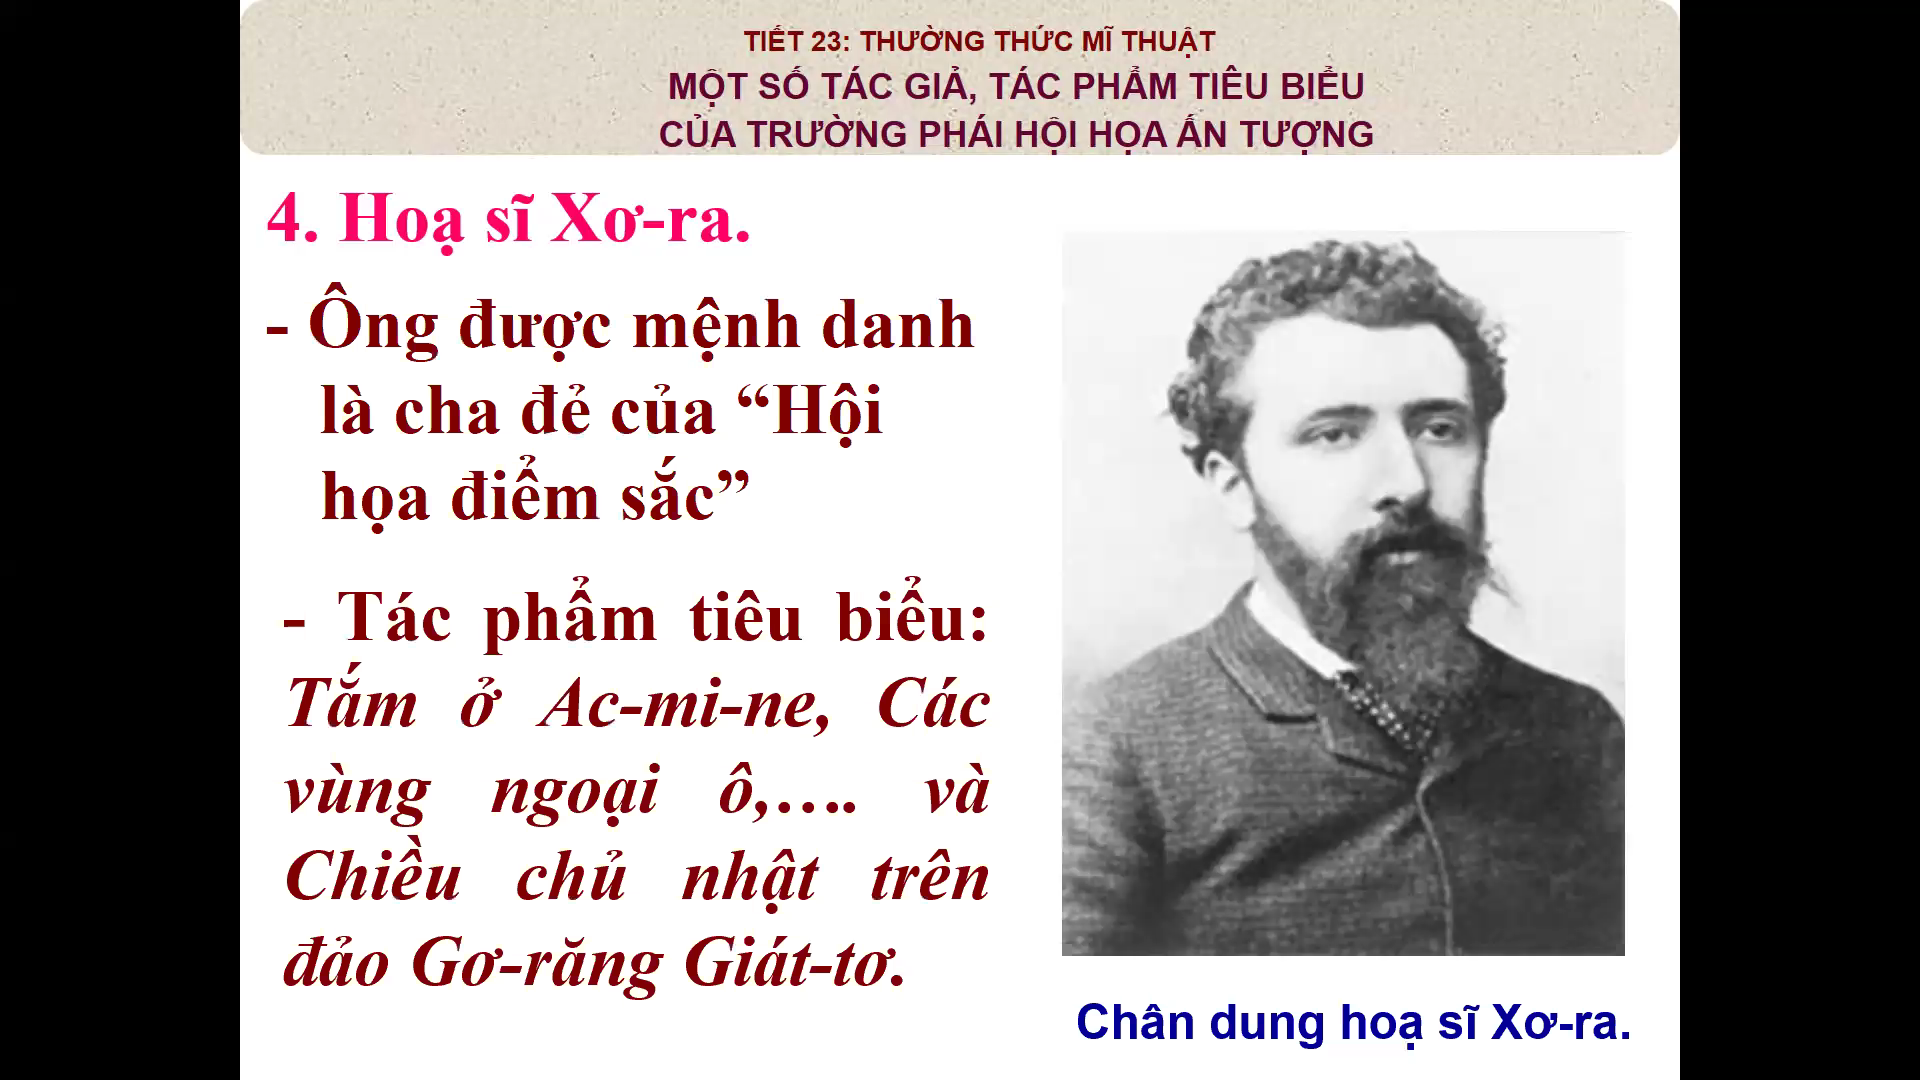 TIẾT 23: THƯỜNG THỨC MĨ THUẬT
MỘT SỐ TÁC GIẢ, TÁC PHẨM TIÊU BIỂU
CỦA TRƯỜNG PHÁI HỘI HỌA ẤN TƯỢNG
4. Hoạ sĩ Xơ-ra.
- Ông được mệnh danh
là cha đẻ của “Hội
họa điểm sắc”
- Tác phẩm tiêu biểu:
Tắm ở Ac-mi-ne, Các
vùng ngoại ô,…. và
Chiều chủ nhật trên
đảo Gơ-răng Giát-tơ.
Chân dung hoạ sĩ Xơ-ra.